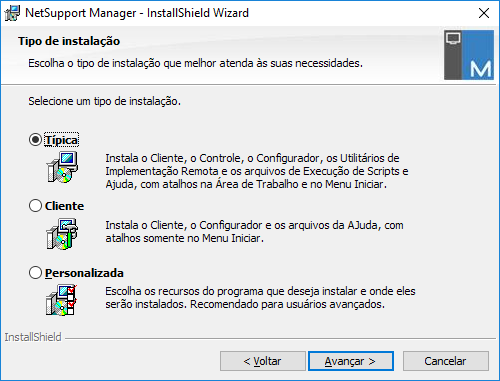 NetSupport Manager - InstallShield Wizard
Tipo de instalação
Escolha o tipo de instalação que melhor atenda às suas necessidades.
M
Selecione um tipo de instalação.
Típica
Instala o Cliente, o Controle, o Configurador, os Utilitários de
Implementação Remota e os arquivos de Execução de Scripts e
Ajuda, com atalhos na Área de Trabalho e no Menu Iniciar.
Cliente
Instala o Cliente, o Configurador e os arquivos da AJuda, com
atalhos somente no Menu Iniciar.
Personalizada
Escolha os recursos do programa que deseja instalar e onde eles
serão instalados. Recomendado para usuários avançados.
InstallShield
< Voltar
Avançar >
Cancelar